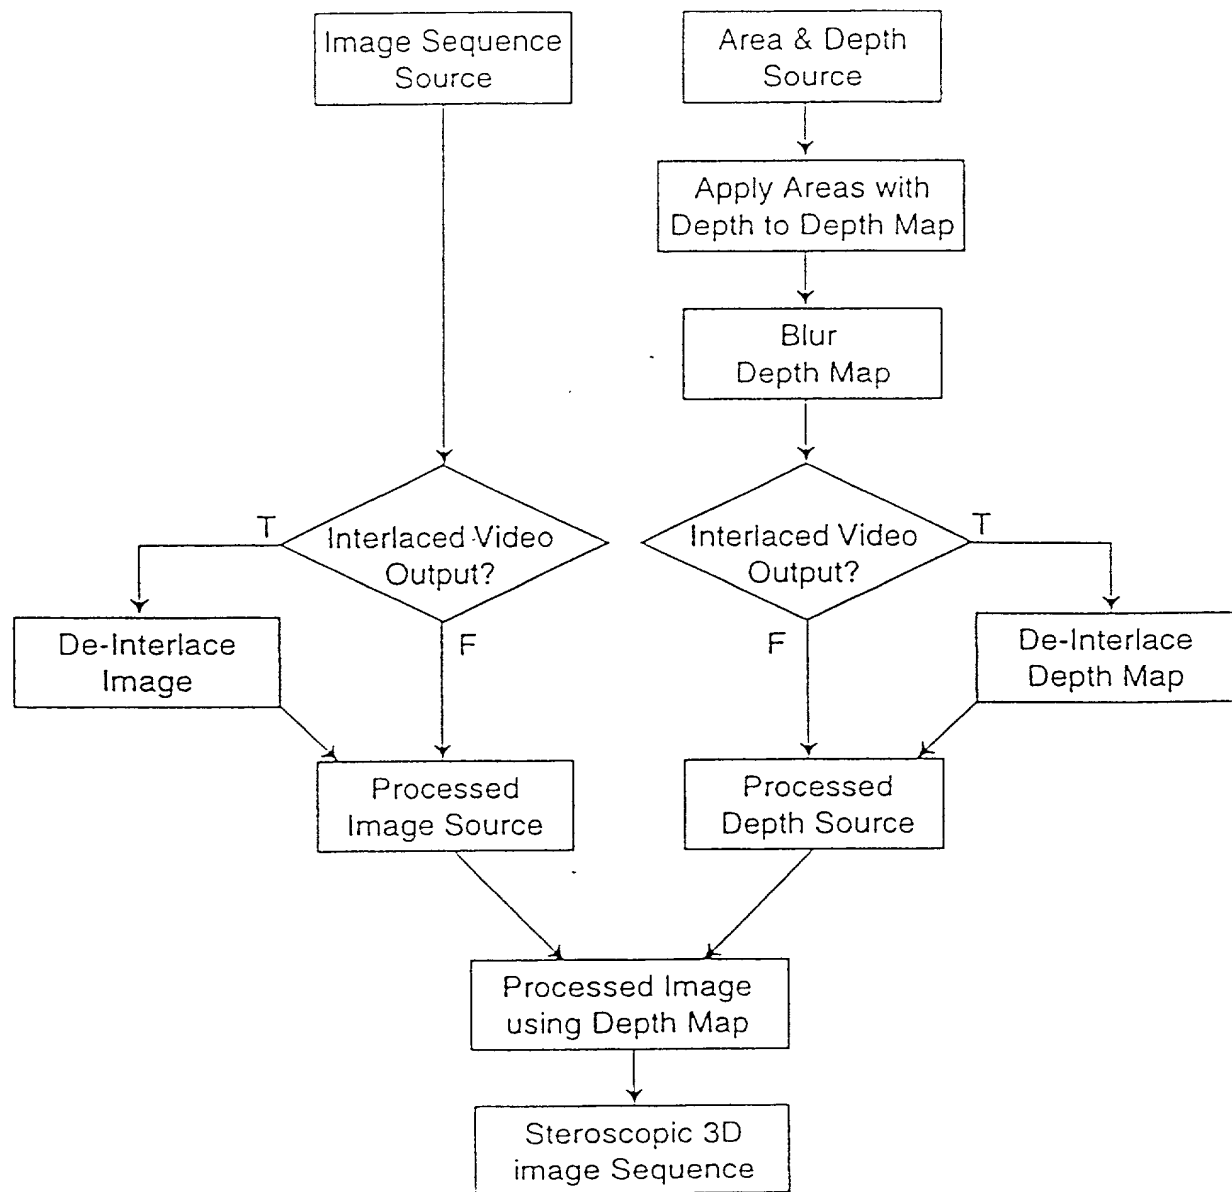 Image Sequence
Source
Area & Depth
Source
Apply Areas with
Depth to Depth Map
Blur
Depth Map
T
Interlaced Video
Output?
F
Interlaced Video
Output?
T
F
De-Interlace
Image
De-Interlace
Depth Map
Processed
Image Source
Processed
Depth Source
Processed Image
using Depth Map
Steroscopic 3D
image Sequence